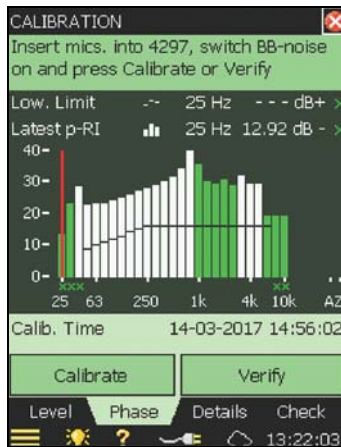 CALIBRATION
Insert mics. into 4297, switch BB-noise
on and press Calibrate or Verify
Low. Limit -- 25 Hz - - - dB+ ×
Latest p-RI 25 Hz 12.92 dB - ×
40-
30-
20-
10-
0-
×××
××
25 63 250 1k 4k 10k AZ
Calib. Time 14-03-2017 14:56:02
Calibrate Verify
Level Phase Details Check
? 13:22:03